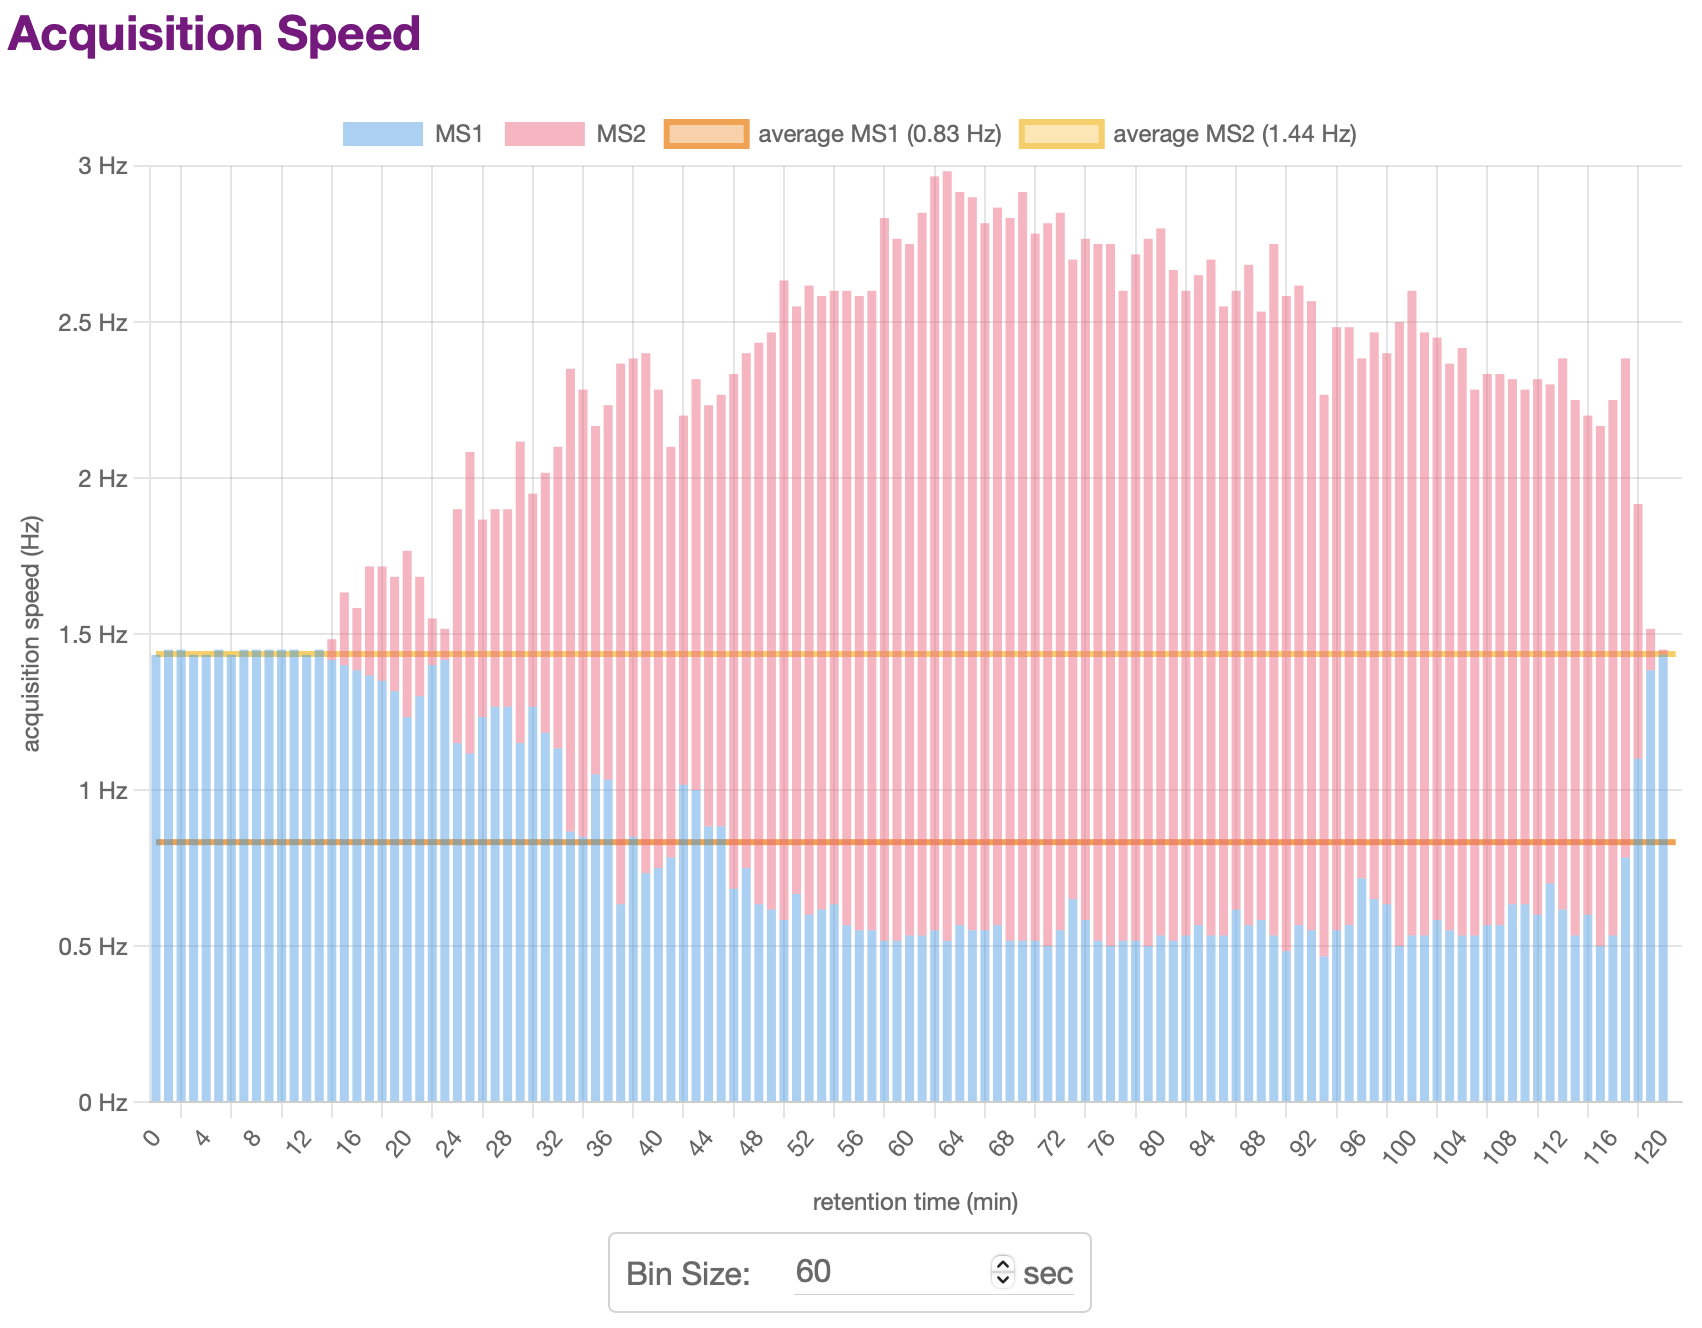 Acquisition Speed
MS1 MS2 average MS1 (0.83 Hz) average MS2 (1.44 Hz)
3 Hz
2.5 Hz
2 Hz
1.5 Hz
1 Hz
0.5 Hz
0 Hz
acquisition speed (Hz)
0 4 8 12 16 20 24 28 32 36 40 44 48 52 56 60 64 68 72 76 80 84 88 92 96 100 104 108 112 116 120
retention time (min)
Bin Size: 60 sec